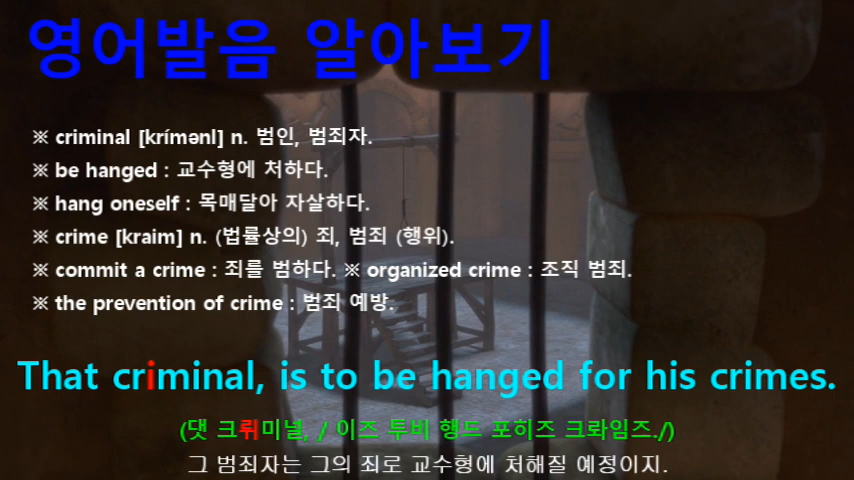 영어발음 알아보기
※ criminal [krímənl] n. 범인, 범죄자.
※ be hanged : 교수형에 처하다.
※ hang oneself : 목매달아 자살하다.
※ crime [kraim] n. (법률상의) 죄, 범죄 (행위).
※ commit a crime : 죄를 범하다. ※ organized crime : 조직 범죄.
※ the prevention of crime : 범죄 예방.
That criminal, is to be hanged for his crimes.
(댓 크뤼미널, / 이즈 투비 행드 포히즈 크롸임즈./)
그 범죄자는 그의 죄로 교수형에 처해질 예정이지.